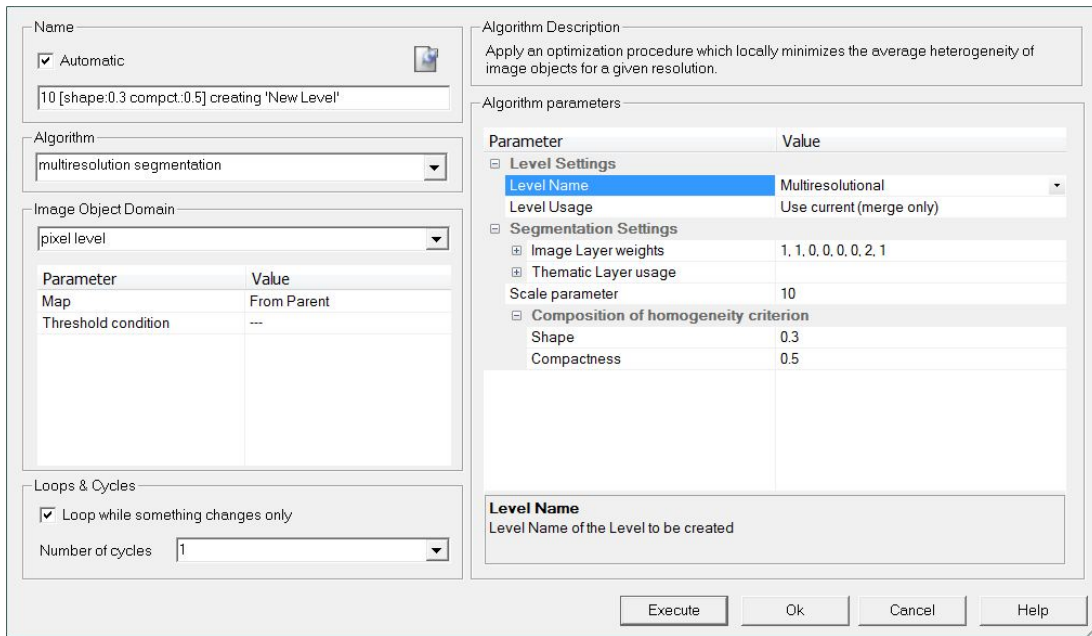 Name
Automatic
10 [shape:0.3 compct.:0.5] creating 'New Level'
Algorithm
multiresolution segmentation
Image Object Domain
pixel level
Parameter Value
Map From Parent
Threshold condition ---
Loops & Cycles
Loop while something changes only
Number of cycles 1
Algorithm Description
Apply an optimization procedure which locally minimizes the average heterogeneity of
image objects for a given resolution.
Algorithm parameters
Parameter Value
Level Settings
Level Name Multiresolutional
Level Usage Use current (merge only)
Segmentation Settings
Image Layer weights 1, 1, 0, 0, 0, 0, 2, 1
Thematic Layer usage
Scale parameter 10
Composition of homogeneity criterion
Shape 0.3
Compactness 0.5
Level Name
Level Name of the Level to be created
Execute Ok Cancel Help